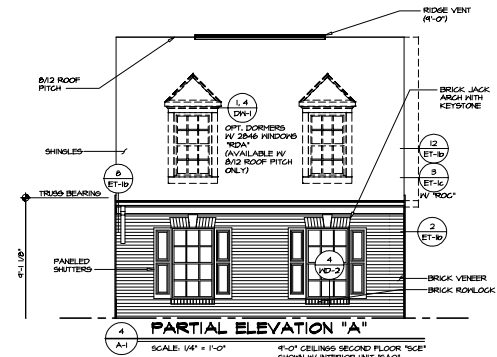 RIDGE VENT
(9'-0")
8/12 ROOF
PITCH
1, 4
DW-1
OPT. DORMERS
W/ 2846 WINDOWS
"RDA"
(AVAILABLE W/
8/12 ROOF PITCH
ONLY)
BRICK JACK
ARCH WITH
KEYSTONE
SHINGLES
12
ET-1b
8
ET-1b
3
ET-1c
W/ "ROC"
TRUSS BEARING
2
ET-1b
9'-1 1/8"
PANELED
SHUTTERS
4
WD-2
BRICK VENEER
BRICK ROWLOCK
4
A-1
PARTIAL ELEVATION "A"
SCALE: 1/4" = 1'-0"
9'-0" CEILINGS SECOND FLOOR "SCE"
SHOWN W/ INTERIOR UNIT